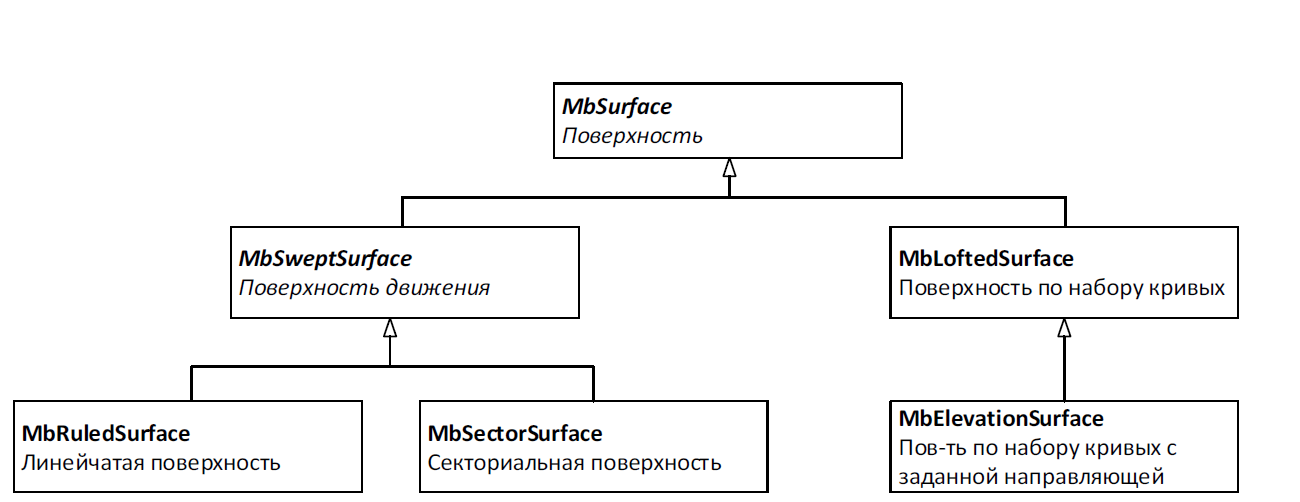 MbSurface
Поверхность
MbSweptSurface
Поверхность движения
MbLoftedSurface
Поверхность по набору кривых
MbRuledSurface
Линейчатая поверхность
MbSectorSurface
Секториальная поверхность
MbElevationSurface
Пов-ть по набору кривых с
заданной направляющей